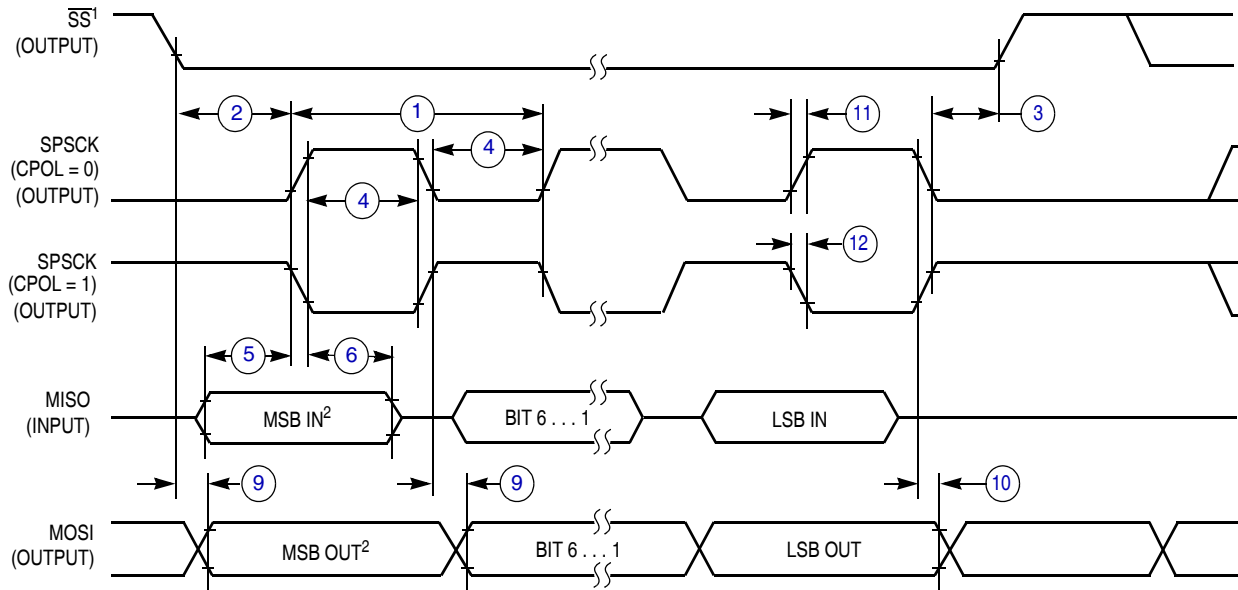 SS1
(OUTPUT)
2
1
11
3
SPSCK
(CPOL = 0)
(OUTPUT)
4
4
12
SPSCK
(CPOL = 1)
(OUTPUT)
5
6
MISO
(INPUT)
MSB IN2
BIT 6 . . . 1
LSB IN
9
9
10
MOSI
(OUTPUT)
MSB OUT2
BIT 6 . . . 1
LSB OUT